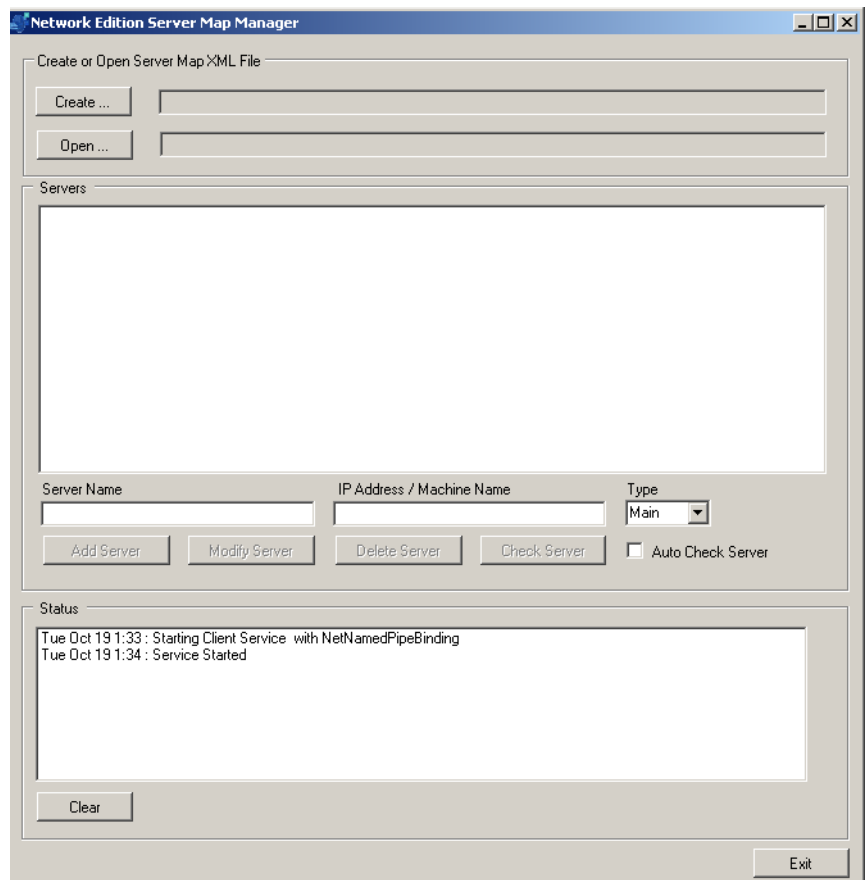 Network Edition Server Map Manager
Create or Open Server Map XML File
Create ...
Open ...
Servers
Server Name IP Address / Machine Name Type
Main
Add Server Modify Server Delete Server Check Server Auto Check Server
Status
Tue Oct 19 1:33 : Starting Client Service with NetNamedPipeBinding
Tue Oct 19 1:34 : Service Started
Clear
Exit